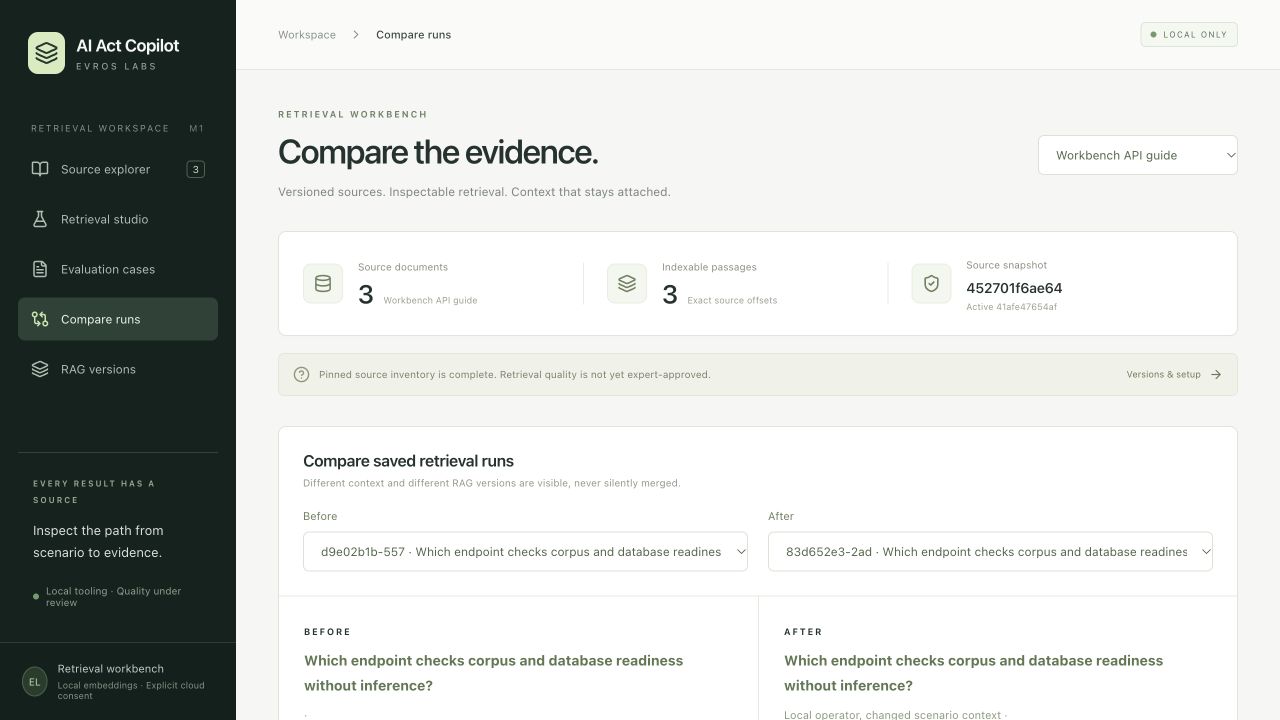 AI Act Copilot
EVROS LABS
RETRIEVAL WORKSPACE M1
Source explorer 3
Retrieval studio
Evaluation cases
Compare runs
RAG versions
EVERY RESULT HAS A
SOURCE
Inspect the path from
scenario to evidence.
Local tooling · Quality under
review
EL
Retrieval workbench
Local embeddings · Explicit cloud
consent
Workspace > Compare runs
LOCAL ONLY
RETRIEVAL WORKBENCH
Compare the evidence.
Versioned sources. Inspectable retrieval. Context that stays attached.
Workbench API guide
Source documents
3 Workbench API guide
Indexable passages
3 Exact source offsets
Source snapshot
452701f6ae64
Active 41afe47654af
Pinned source inventory is complete. Retrieval quality is not yet expert-approved.
Versions & setup →
Compare saved retrieval runs
Different context and different RAG versions are visible, never silently merged.
Before
d9e02b1b-557 · Which endpoint checks corpus and database readines
After
83d652e3-2ad · Which endpoint checks corpus and database readines
BEFORE
Which endpoint checks corpus and database readiness
without inference?
·
AFTER
Which endpoint checks corpus and database readiness
without inference?
Local operator, changed scenario context ·